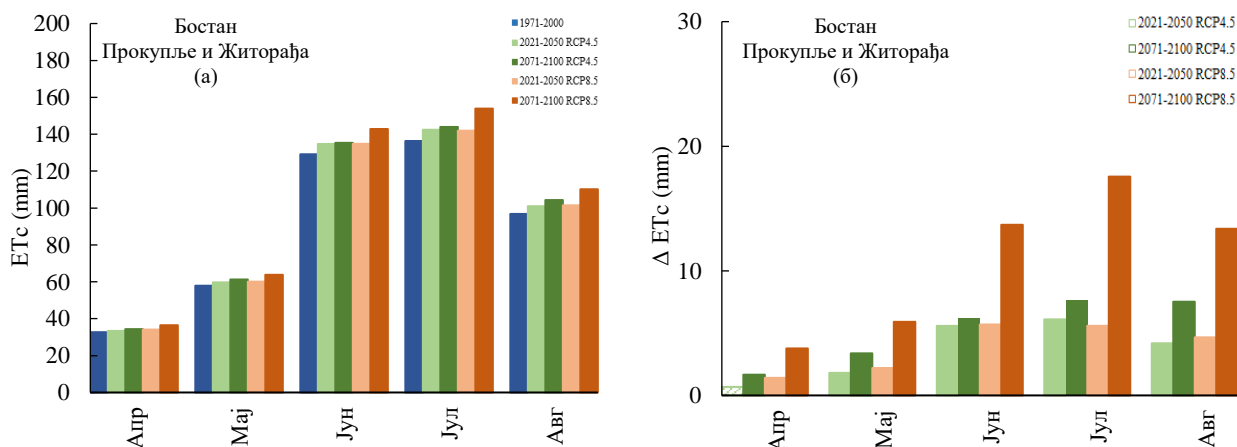 Бостан
Прокупље и Житорађа
(а)
1971-2000
2021-2050 RCP4.5
2071-2100 RCP4.5
2021-2050 RCP8.5
2071-2100 RCP8.5
ETc (mm)
200
180
160
140
120
100
80
60
40
20
0
Апр
Мај
Јун
Јул
Авг
Бостан
Прокупље и Житорађа
(б)
2021-2050 RCP4.5
2071-2100 RCP4.5
2021-2050 RCP8.5
2071-2100 RCP8.5
Δ ETc (mm)
30
20
10
0
Апр
Мај
Јун
Јул
Авг